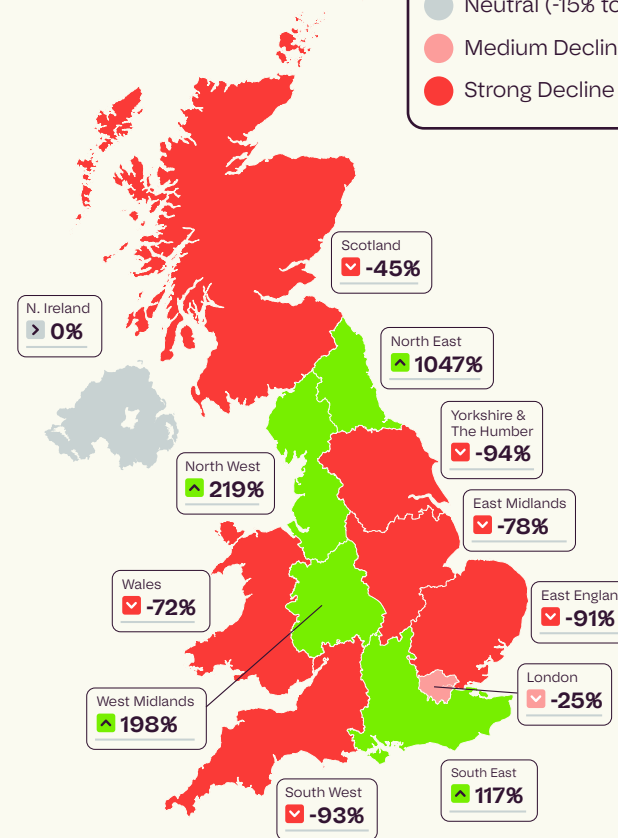 Neutral (-15% to
Medium Declin
Strong Decline
Scotland
-45%
N. Ireland
0%
North East
1047%
Yorkshire &
The Humber
-94%
North West
219%
East Midlands
-78%
Wales
-72%
East Englan
-91%
London
-25%
West Midlands
198%
South East
117%
South West
-93%